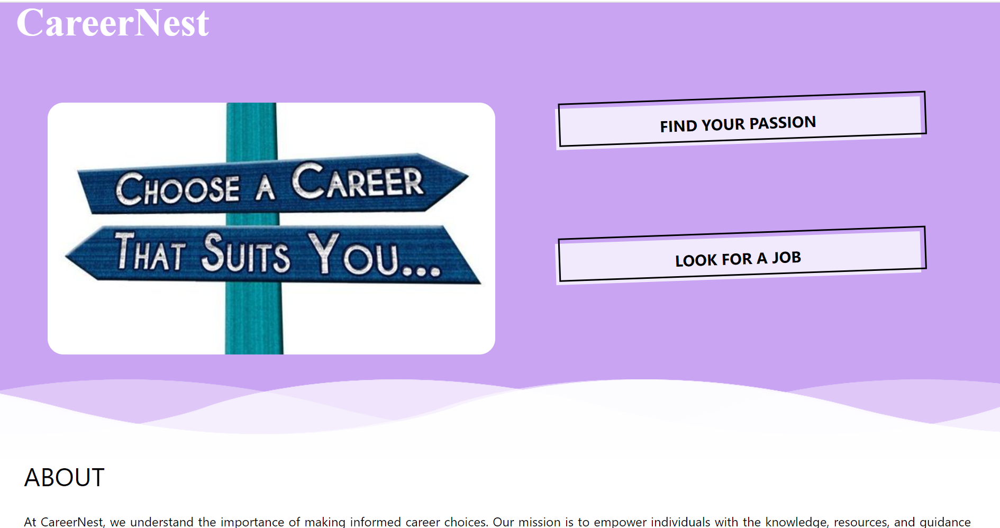 CareerNest
CHOOSE A CAREER
THAT SUITS YOU...
FIND YOUR PASSION
LOOK FOR A JOB
ABOUT
At CareerNest, we understand the importance of making informed career choices. Our mission is to empower individuals with the knowledge, resources, and guidance